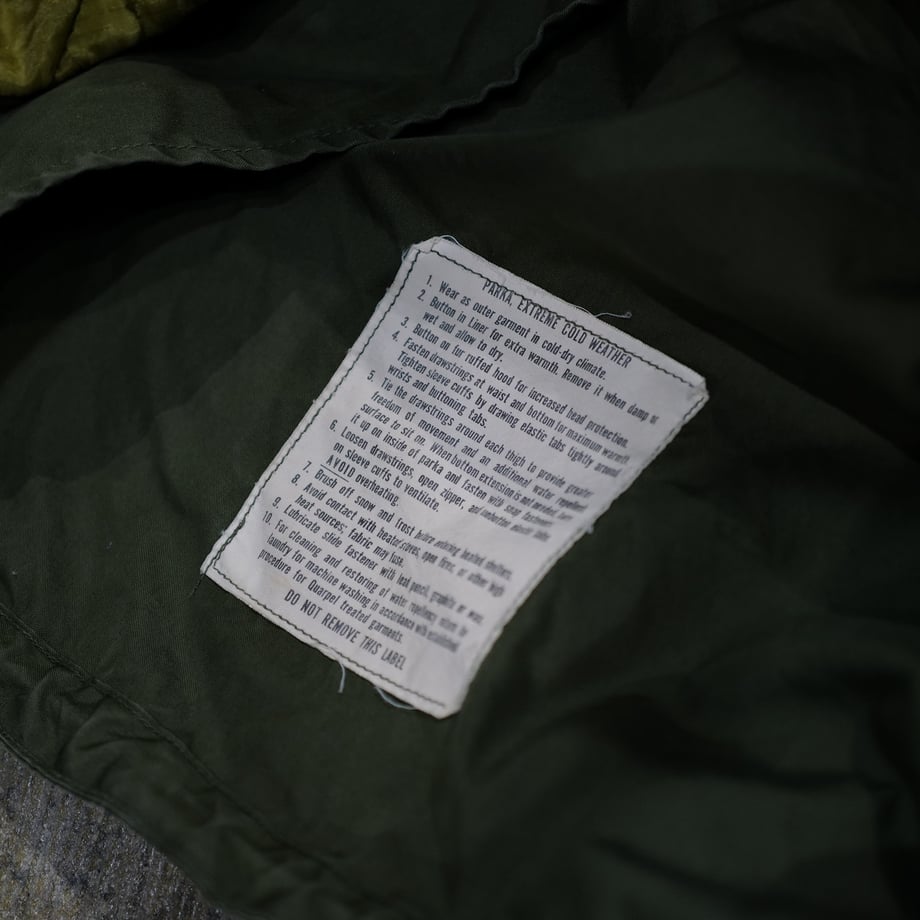 PARKA, EXTREME COLD WEATHER
1. Wear as outer garment in cold-dry climate.
2. Button in Liner for extra warmth. Remove it when damp or
wet and allow to dry.
3. Button on fur ruffed hood for increased head protection.
4. Fasten drawstrings at waist and bottom for maximum warmth.
Tighten sleeve cuffs by drawing elastic tabs tightly around
wrists and buttoning tabs.
5. Tie the drawstrings around each thigh to provide greater
freedom of movement and an additional water repellent
surface to sit on. When bottom extension is not needed, turn
it up on inside of Parka and fasten with snap fasteners
6. Loosen drawstrings, open zipper, and unbutton elastic tabs
on sleeve cuffs to ventilate.
AVOID overheating.
7. Brush off snow and frost before entering heated shelters.
8. Avoid contact with heater stoves, open fires, or other high
heat sources; fabric may fuse.
9. Lubricate slide fastener with lead pencil, graphite or wax.
10. For cleaning and restoring of water repellency return to
laundry for machine washing in accordance with established
procedure for Quarpel treated garments.
DO NOT REMOVE THIS LABEL